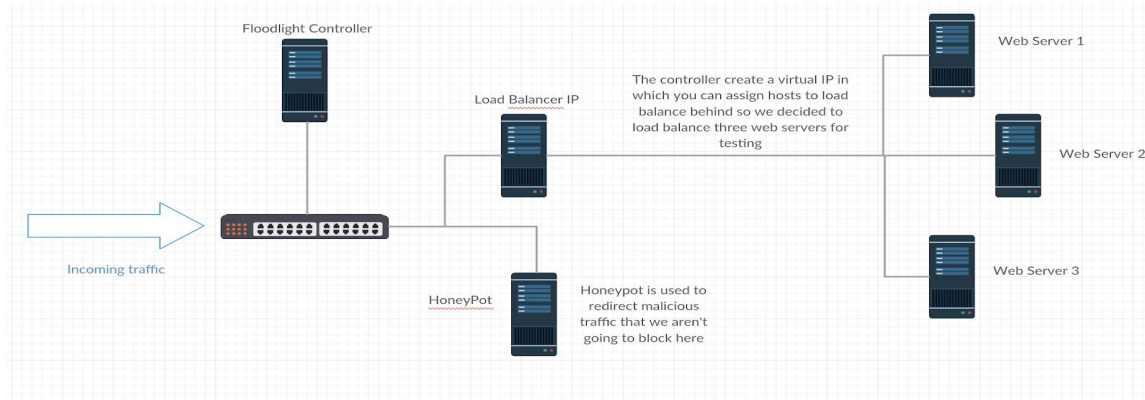 Floodlight Controller
Web Server 1
The controller create a virtual IP in
which you can assign hosts to load
balance behind so we decided to
load balance three web servers for
testing
Load Balancer IP
Web Server 2
Incoming traffic
HoneyPot
Honeypot is used to
redirect malicious
traffic that we aren't
going to block here
Web Server 3